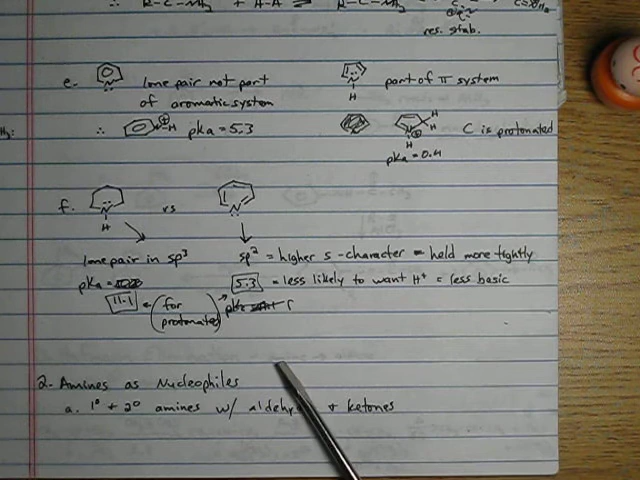 ∴ R-C-NH₂ + H-A ⇌ R-C-NH₃
res. stab.
e. N lone pair not part of aromatic system
N H part of π system
∴ N⊕-H pka = 5.3
H H N⊕ H C is protonated
pka = 0.4
f. N H vs N
lone pair in sp³
sp² = higher s-character = held more tightly
pka =
5.3 = less likely to want H⁺ = less basic
11.1 ← (for protonated) →
2. Amines as Nucleophiles
a. 1° + 2° amines w/ + ketones